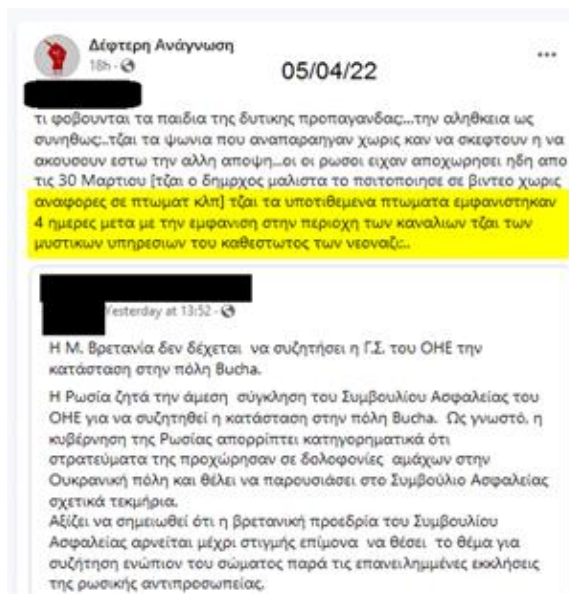 Δέφτερη Ανάγνωση
18h
05/04/22
τι φοβουνται τα παιδια της δυτικης προπαγανδας;...την αληθκεια ως
συνηθως:..τζαι τα ψωνια που αναπαραηγαν χωρις καν να σκεφτουν η να
ακουσουν εστω την αλλη αποψη...οι οι ρωσοι ειχαν αποχωρησει ηδη απο
τις 30 Μαρτιου [τζαι ο δημρχος μαλιστα το πσιτοποιησε σε βιντεο χωρις
αναφορες σε πτωματ κλπ] τζαι τα υποτιθεμενα πτωματα εμφανιστηκαν
4 ημερες μετα με την εμφανιση στην περιοχη των καναλιων τζαι των
μυστικων υπηρεσιων του καθεστωτος των νεοναζι:..
Yesterday at 13:52
Η Μ. Βρετανία δεν δέχεται να συζητήσει η Γ.Σ. του ΟΗΕ την
κατάσταση στην πόλη Bucha.
Η Ρωσία ζητά την άμεση σύγκληση του Συμβουλίου Ασφαλείας του
ΟΗΕ για να συζητηθεί η κατάσταση στην πόλη Bucha. Ως γνωστό, η
κυβέρνηση της Ρωσίας απορρίπτει κατηγορηματικά ότι
στρατεύματα της προχώρησαν σε δολοφονίες αμάχων στην
Ουκρανική πόλη και θέλει να παρουσιάσει στο Συμβούλιο Ασφαλείας
σχετικά τεκμήρια.
Αξίζει να σημειωθεί ότι η βρετανική προεδρία του Συμβουλίου
Ασφαλείας αρνείται μέχρι στιγμής επίμονα να θέσει το θέμα για
συζήτηση ενώπιον του σώματος παρά τις επανειλημμένες εκκλήσεις
της ρωσικής αντιπροσωπείας.